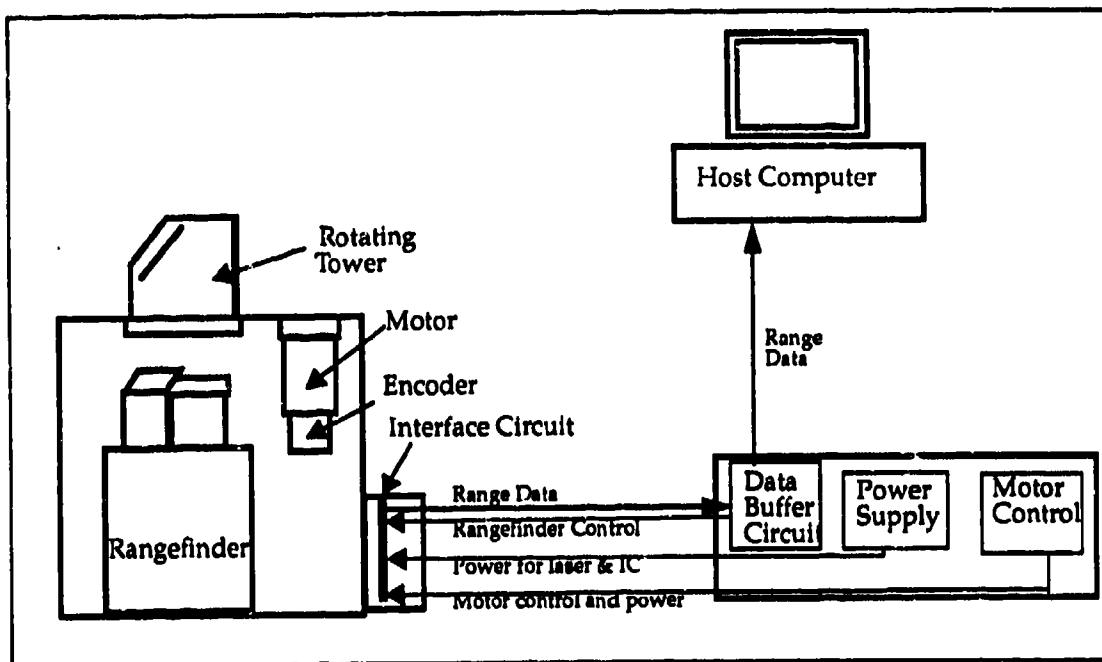 Host Computer
Rotating
Tower
Motor
Range
Data
Encoder
Interface Circuit
Range Data
Rangefinder Control
Power for laser & IC
Motor control and power
Rangefinder
Data
Buffer
Circuit
Power
Supply
Motor
Control